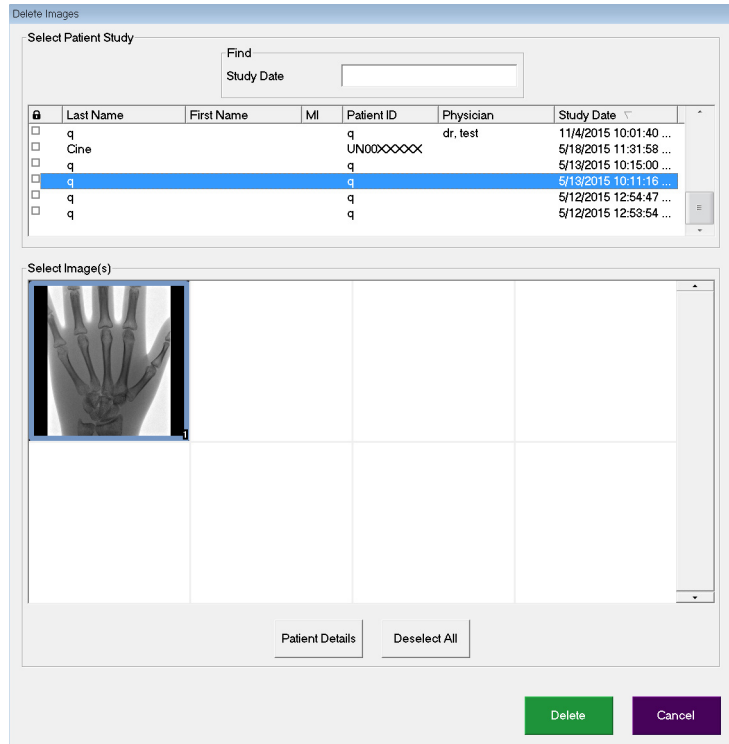 Delete Images
Select Patient Study
Find
Study Date
Last Name First Name MI Patient ID Physician Study Date
q q dr, test 11/4/2015 10:01:40 ...
Cine UN00XXXXX 5/18/2015 11:31:58 ...
q q 5/13/2015 10:15:00 ...
q q 5/13/2015 10:11:16 ...
q q 5/12/2015 12:54:47 ...
q q 5/12/2015 12:53:54 ...
Select Image(s)
1
Patient Details Deselect All
Delete Cancel